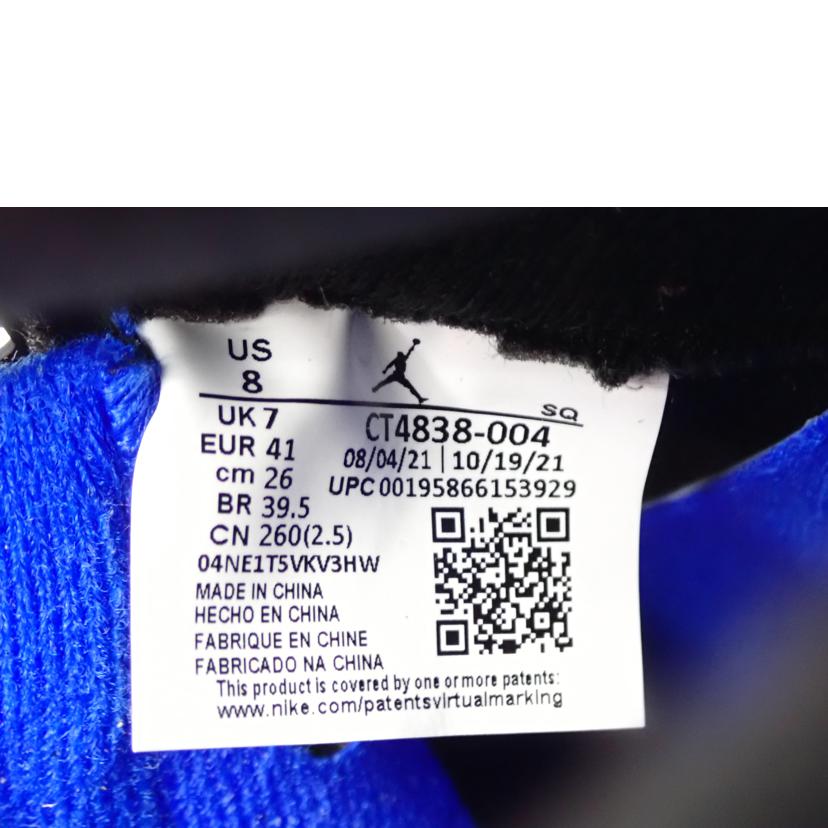 US
8
SQ
UK 7
EUR 41
cm 26
BR 39.5
CN 260(2.5)
04NE1T5VKV3HW
CT4838-004
08/04/21 | 10/19/21
UPC 00195866153929
MADE IN CHINA
HECHO EN CHINA
FABRIQUE EN CHINE
FABRICADO NA CHINA
This product is covered by one or more patents:
www.nike.com/patentsvirtualmarking